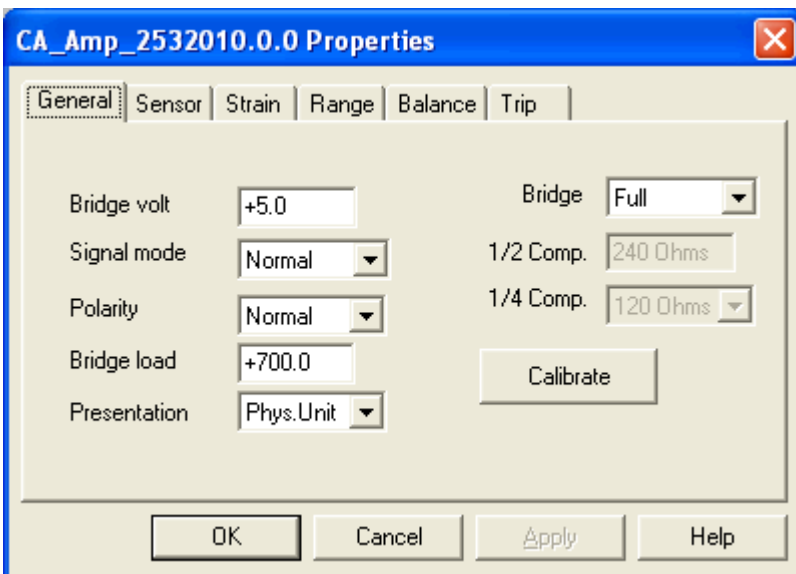 CA_Amp_2532010.0.0 Properties
General Sensor Strain Range Balance Trip
Bridge volt +5.0 Bridge Full
Signal mode Normal 1/2 Comp. 240 Ohms
Polarity Normal 1/4 Comp. 120 Ohms
Bridge load +700.0 Calibrate
Presentation Phys.Unit
OK Cancel Apply Help